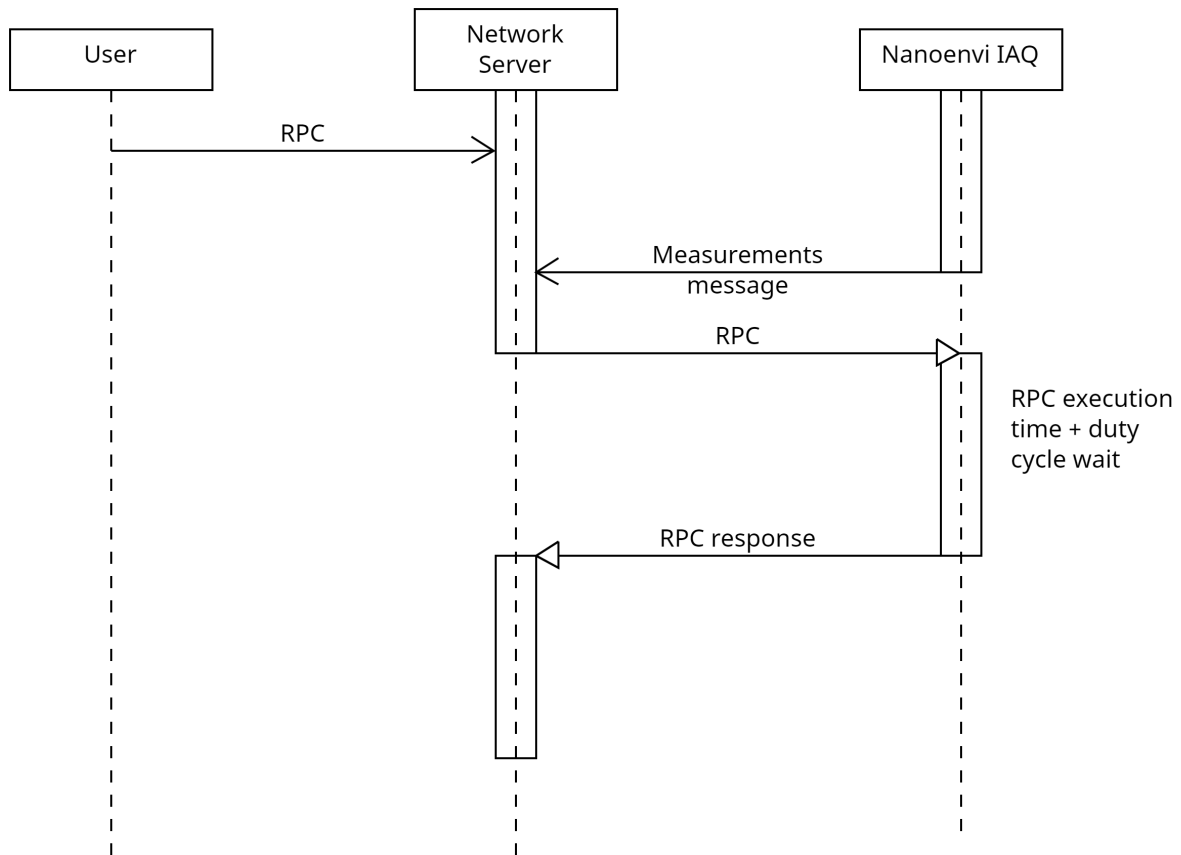 User
Network
Server
Nanoenvi IAQ
RPC
Measurements
message
RPC
RPC execution
time + duty
cycle wait
RPC response